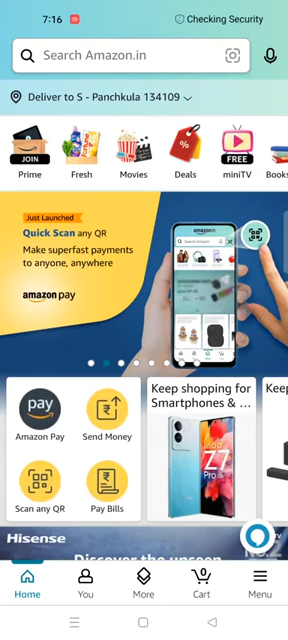 7:16
Checking Security
Search Amazon.in
Deliver to S - Panchkula 134109
JOIN
Prime
Fresh
Movies
%
Deals
FREE
miniTV
Books
Just Launched
Quick Scan any QR
Make superfast payments
to anyone, anywhere
amazon pay
amazon.in
pay
Amazon Pay
Send Money
Scan any QR
Pay Bills
Keep shopping for
Smartphones & ...
iQOO
Z7
Pro
Keep
Hisense
Discover the unseen
Home
You
More
0
Cart
Menu